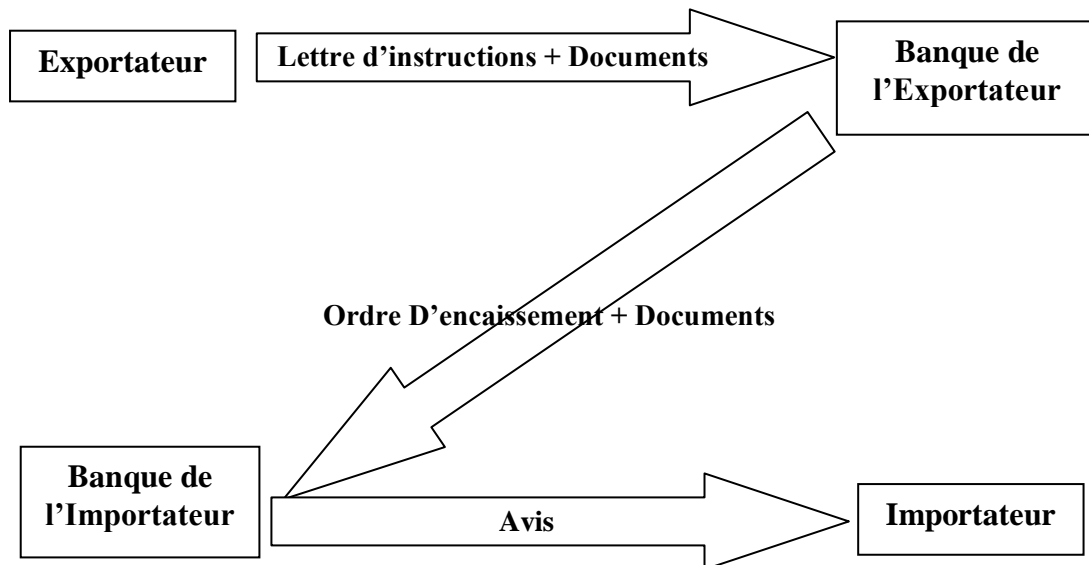 Exportateur
Lettre d’instructions + Documents
Banque de
l’Exportateur
Ordre D’encaissement + Documents
Banque de
l’Importateur
Avis
Importateur